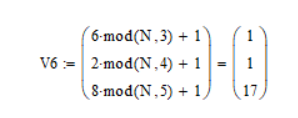 6·mod(N,3) + 1
1
V6 := 2·mod(N,4) + 1 = 1
8·mod(N,5) + 1
17